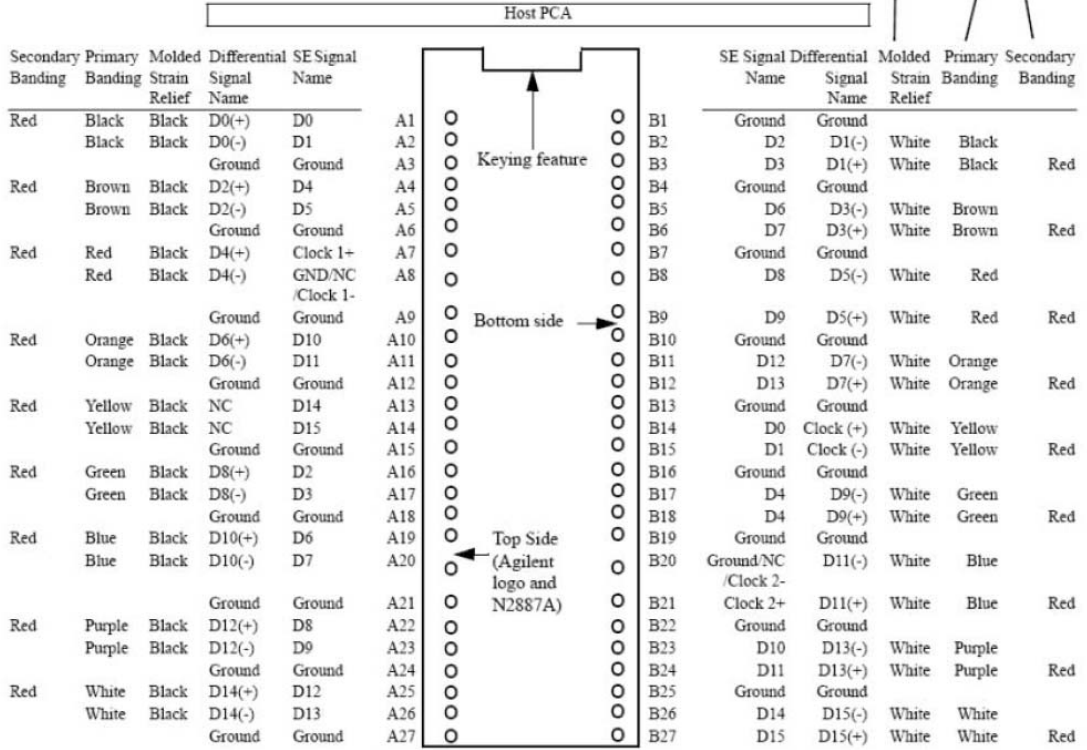 Host PCA
Secondary Primary Molded Differential SE Signal SE Signal Differential Molded Primary Secondary
Banding Banding Strain Signal Name Name Signal Strain Banding Banding
Relief Name Name Relief
Red Black Black D0(+) D0 A1 B1 Ground Ground
Black Black D0(-) D1 A2 B2 D2 D1(-) White Black
Ground Ground A3 Keying feature B3 D3 D1(+) White Black Red
Red Brown Black D2(+) D4 A4 B4 Ground Ground
Brown Black D2(-) D5 A5 B5 D6 D3(-) White Brown
Ground Ground A6 B6 D7 D3(+) White Brown Red
Red Red Black D4(+) Clock 1+ A7 B7 Ground Ground
Red Black D4(-) GND/NC A8 B8 D8 D5(-) White Red
/Clock 1-
Ground Ground A9 Bottom side B9 D9 D5(+) White Red Red
Red Orange Black D6(+) D10 A10 B10 Ground Ground
Orange Black D6(-) D11 A11 B11 D12 D7(-) White Orange
Ground Ground A12 B12 D13 D7(+) White Orange Red
Red Yellow Black NC D14 A13 B13 Ground Ground
Yellow Black NC D15 A14 B14 D0 Clock (+) White Yellow
Ground Ground A15 B15 D1 Clock (-) White Yellow Red
Red Green Black D8(+) D2 A16 B16 Ground Ground
Green Black D8(-) D3 A17 B17 D4 D9(-) White Green
Ground Ground A18 B18 D4 D9(+) White Green Red
Red Blue Black D10(+) D6 A19 Top Side B19 Ground Ground
Blue Black D10(-) D7 A20 (Agilent B20 Ground/NC D11(-) White Blue
logo and /Clock 2-
Ground Ground A21 N2887A) B21 Clock 2+ D11(+) White Blue Red
Red Purple Black D12(+) D8 A22 B22 Ground Ground
Purple Black D12(-) D9 A23 B23 D10 D13(-) White Purple
Ground Ground A24 B24 D11 D13(+) White Purple Red
Red White Black D14(+) D12 A25 B25 Ground Ground
White Black D14(-) D13 A26 B26 D14 D15(-) White White
Ground Ground A27 B27 D15 D15(+) White White Red